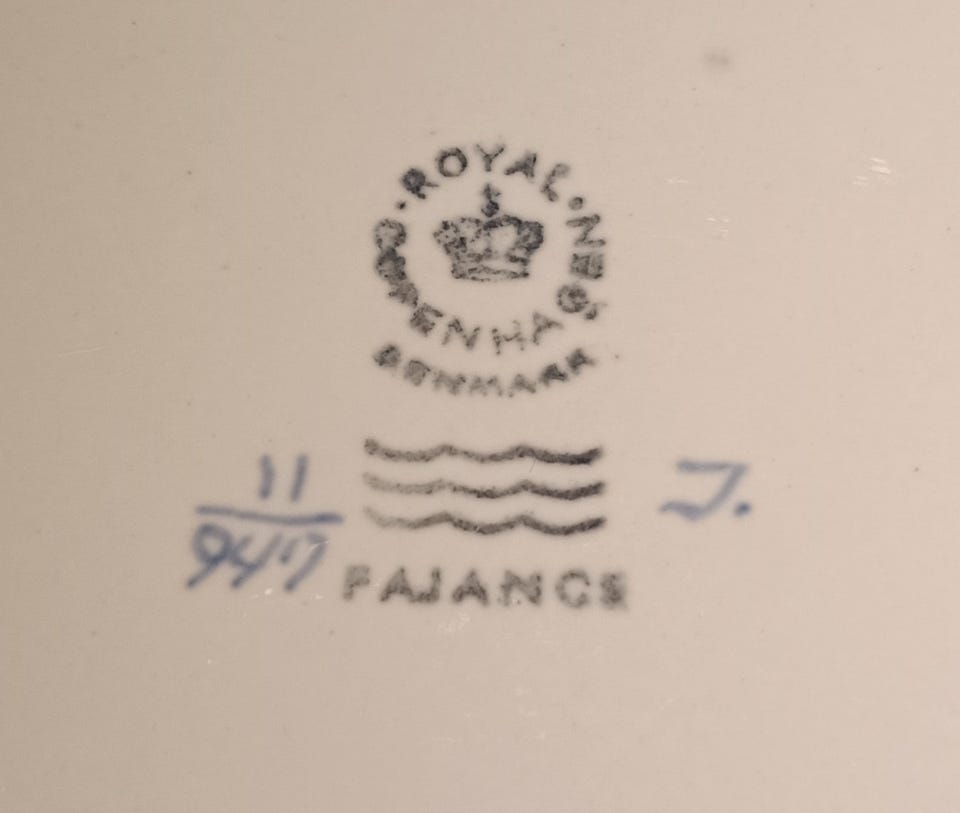 ROYAL
COPENHAGEN
DENMARK
11
947
J.
FAJANCE